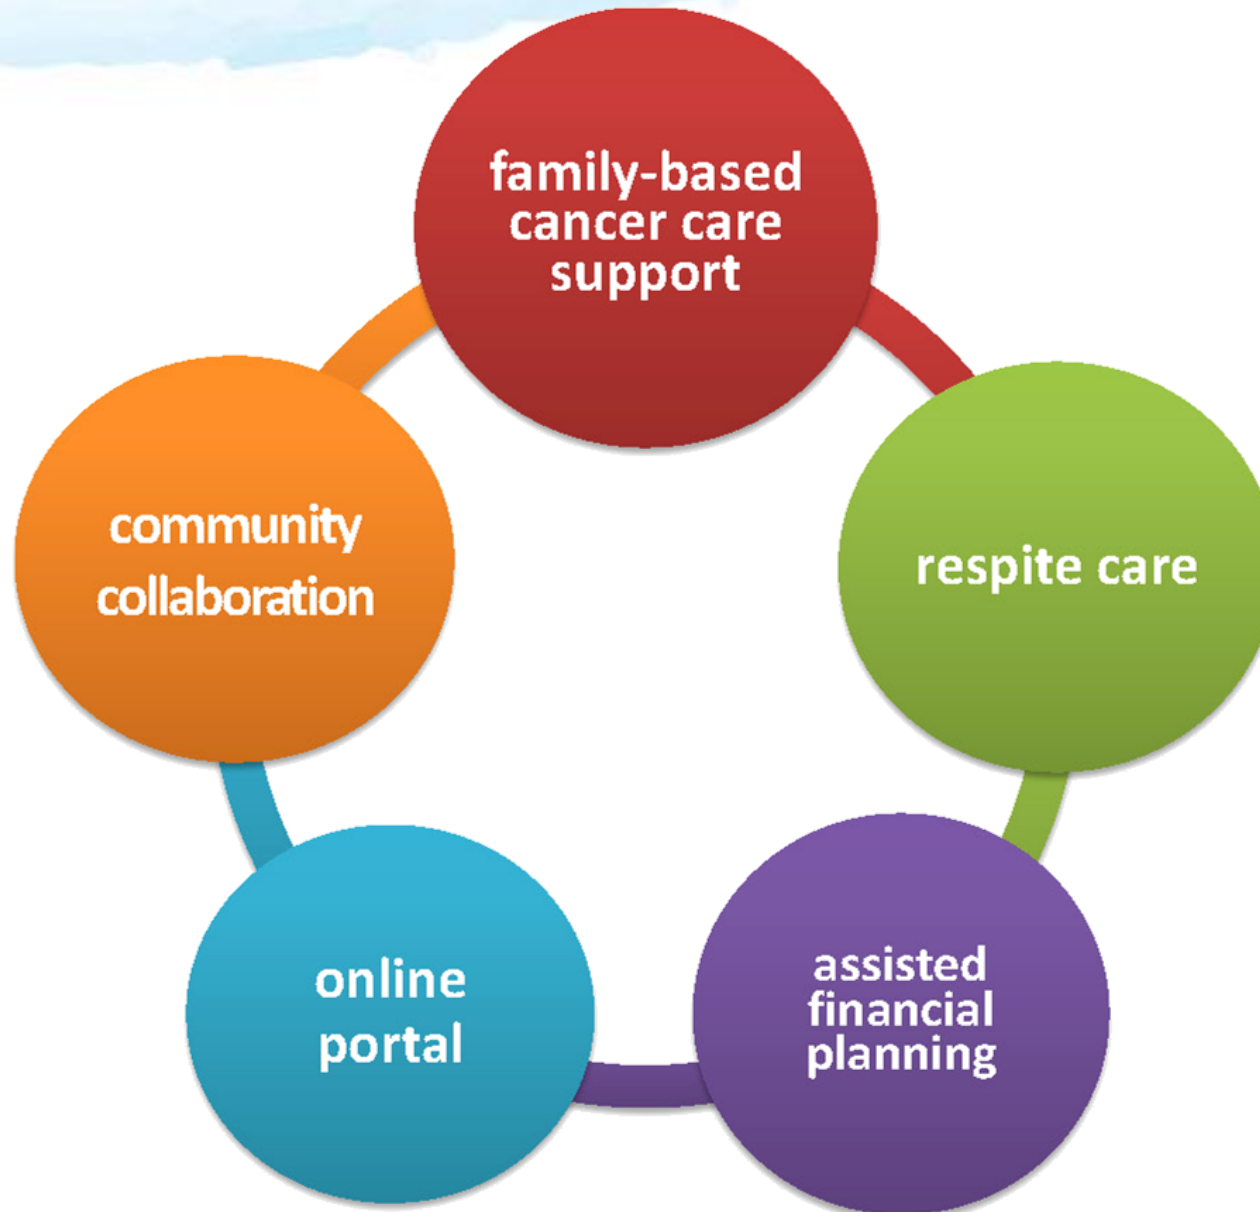 family-based
cancer care
support
community
collaboration
respite care
online
portal
assisted
financial
planning